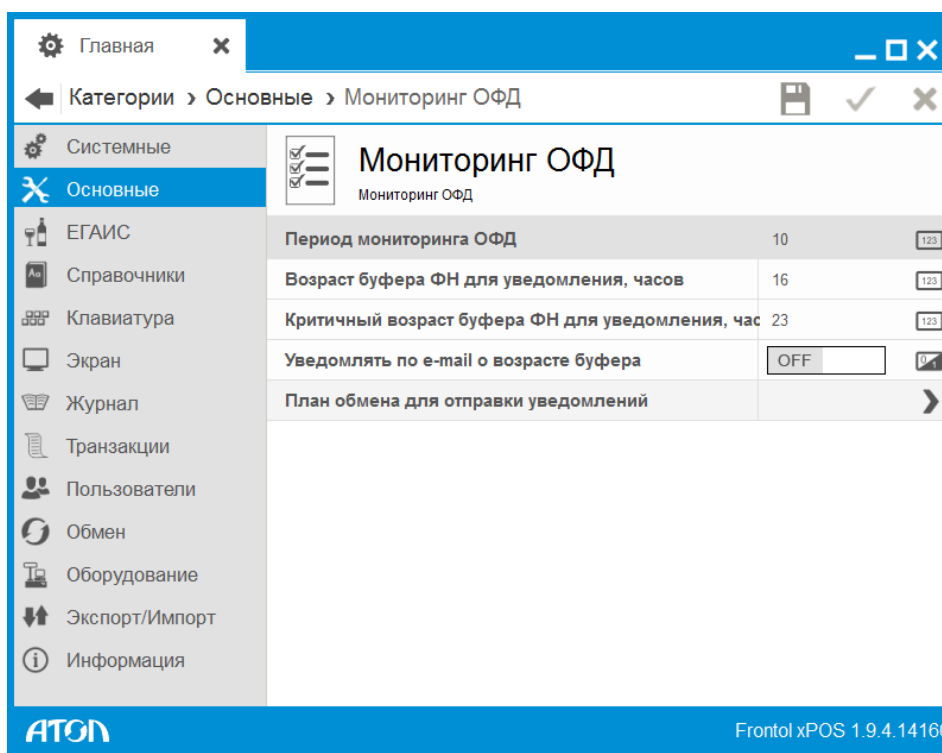 Главная
Категории › Основные › Мониторинг ОФД
Системные
Основные
ЕГАИС
Справочники
Клавиатура
Экран
Журнал
Транзакции
Пользователи
Обмен
Оборудование
Экспорт/Импорт
Информация
Мониторинг ОФД
Мониторинг ОФД
Период мониторинга ОФД 10 123
Возраст буфера ФН для уведомления, часов 16 123
Критичный возраст буфера ФН для уведомления, час 23 123
Уведомлять по e-mail о возрасте буфера OFF
План обмена для отправки уведомлений
АТОЛ Frontol xPOS 1.9.4.14166